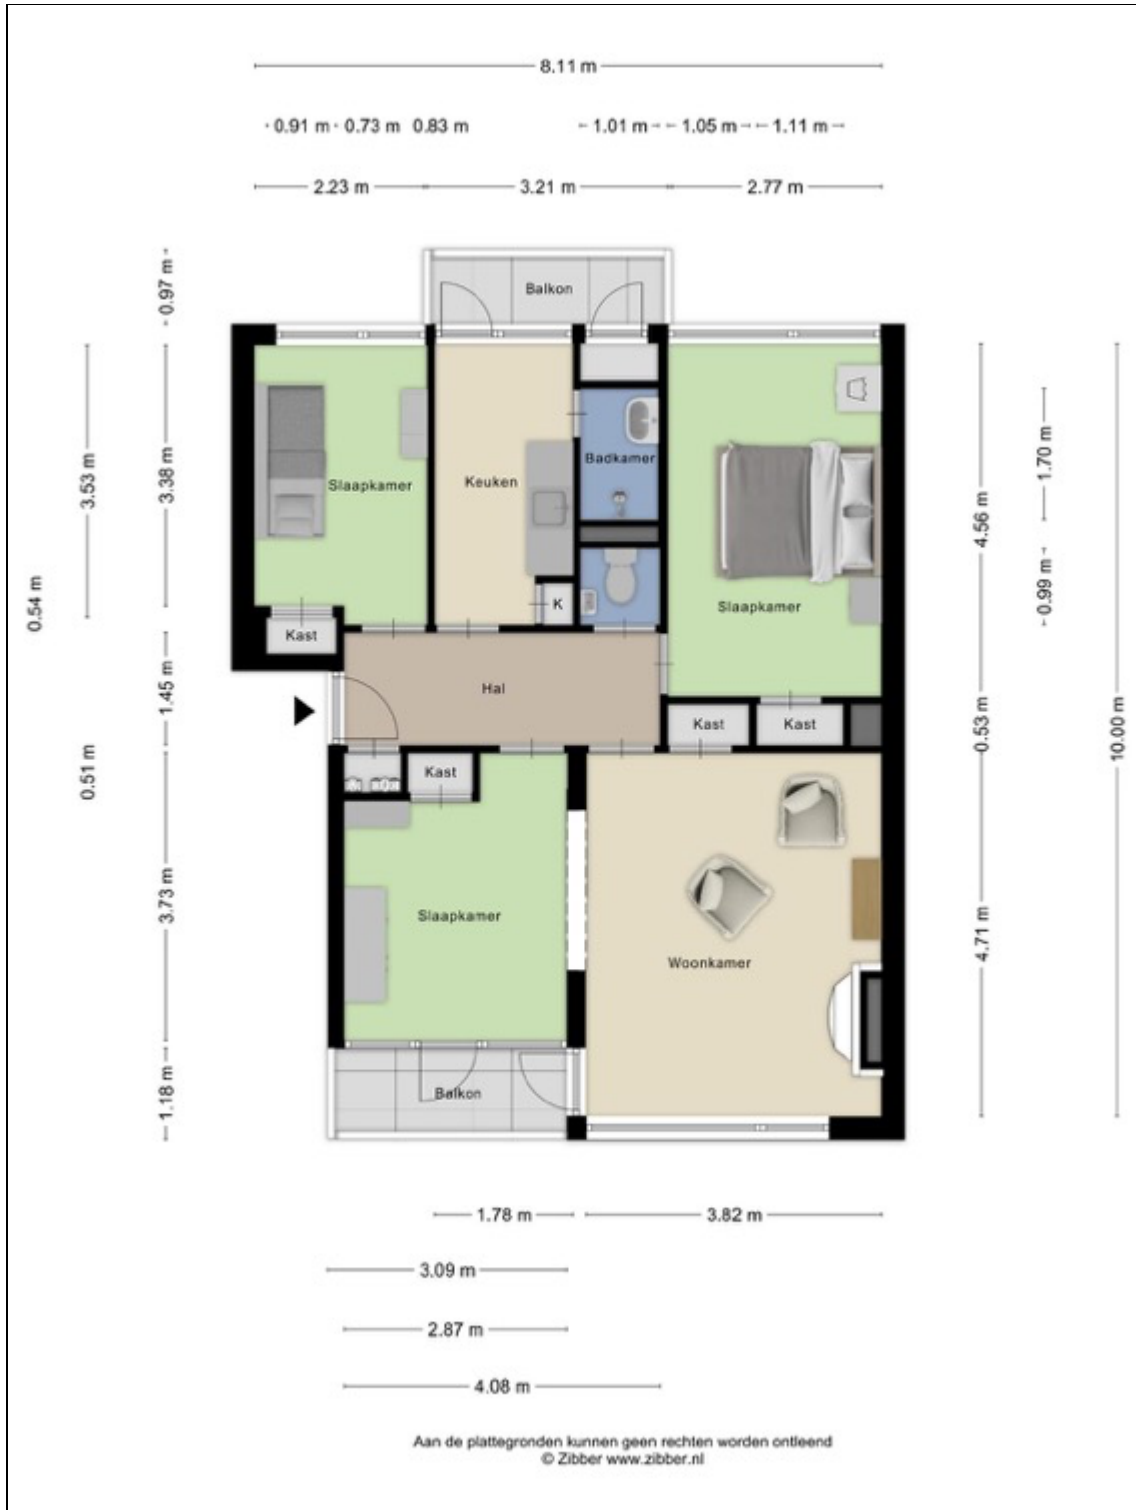 8.11 m
0.91 m 0.73 m 0.83 m 1.01 m 1.05 m 1.11 m
2.23 m 3.21 m 2.77 m
0.97 m
Balkon
3.53 m
3.38 m
4.56 m
1.70 m
Badkamer
Keuken
Slaapkamer
0.99 m
0.54 m
K
Slaapkamer
Kast
1.45 m
Hal
0.53 m
10.00 m
Kast
Kast
0.51 m
Kast
3.73 m
Slaapkamer
4.71 m
Woonkamer
1.18 m
Balkon
1.78 m 3.82 m
3.09 m
2.87 m
4.08 m
Aan de plattegronden kunnen geen rechten worden ontleend
© Zibber www.zibber.nl